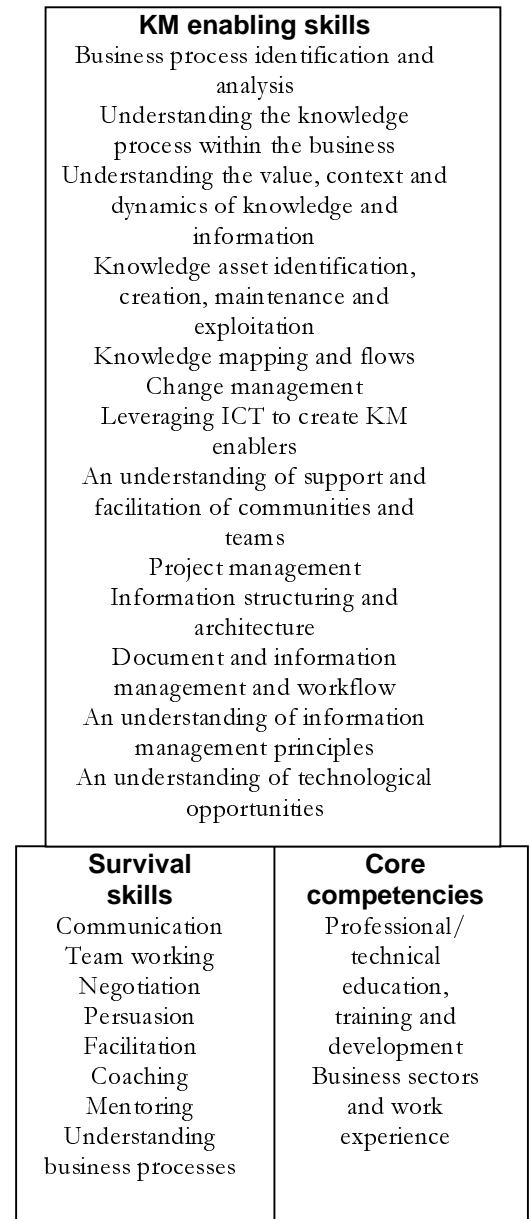 KM enabling skills
Business process identification and
analysis
Understanding the knowledge
process within the business
Understanding the value, context and
dynamics of knowledge and
information
Knowledge asset identification,
creation, maintenance and
exploitation
Knowledge mapping and flows
Change management
Leveraging ICT to create KM
enablers
An understanding of support and
facilitation of communities and
teams
Project management
Information structuring and
architecture
Document and information
management and workflow
An understanding of information
management principles
An understanding of technological
opportunities
Survival
skills
Communication
Team working
Negotiation
Persuasion
Facilitation
Coaching
Mentoring
Understanding
business processes
Core
competencies
Professional/
technical
education,
training and
development
Business sectors
and work
experience